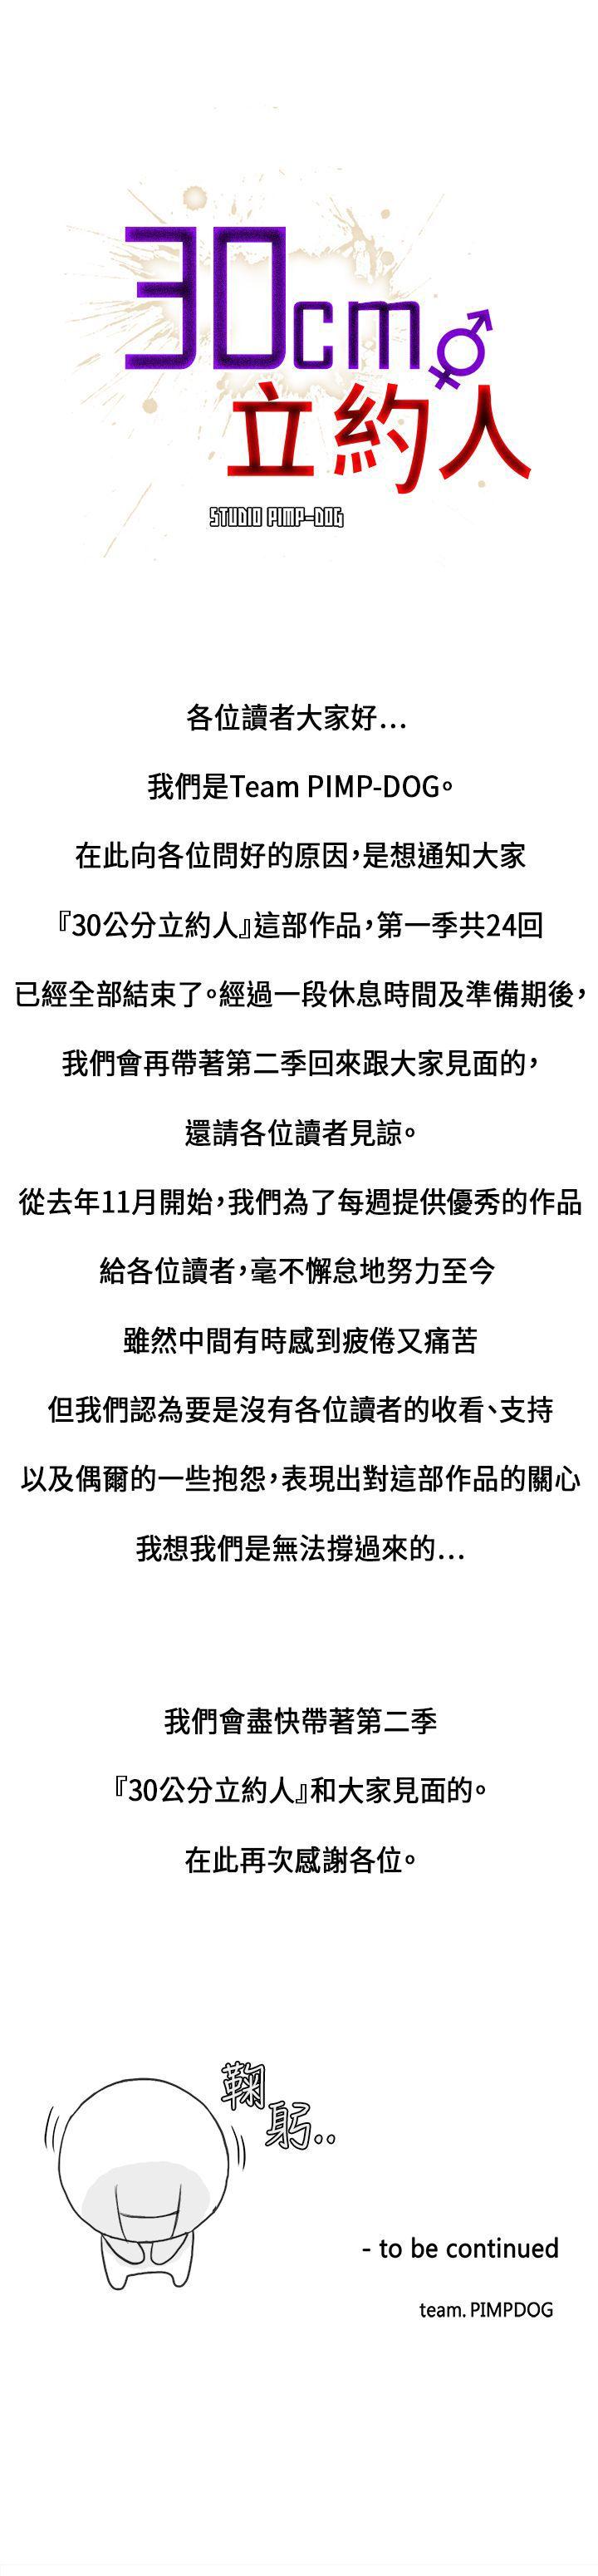 30cm
立約人
STUDIO PIMP-DOG
各位讀者大家好…
我們是Team PIMP-DOG。
在此向各位問好的原因，是想通知大家
『30公分立約人』這部作品，第一季共24回
已經全部結束了。經過一段休息時間及準備期後，
我們會再帶著第二季回來跟大家見面的，
還請各位讀者見諒。
從去年11月開始，我們為了每週提供優秀的作品
給各位讀者，毫不懈怠地努力至今
雖然中間有時感到疲倦又痛苦
但我們認為要是沒有各位讀者的收看、支持
以及偶爾的一些抱怨，表現出對這部作品的關心
我想我們是無法撐過來的…
我們會盡快帶著第二季
『30公分立約人』和大家見面的。
在此再次感謝各位。
鞠
躬..
- to be continued
team. PIMPDOG